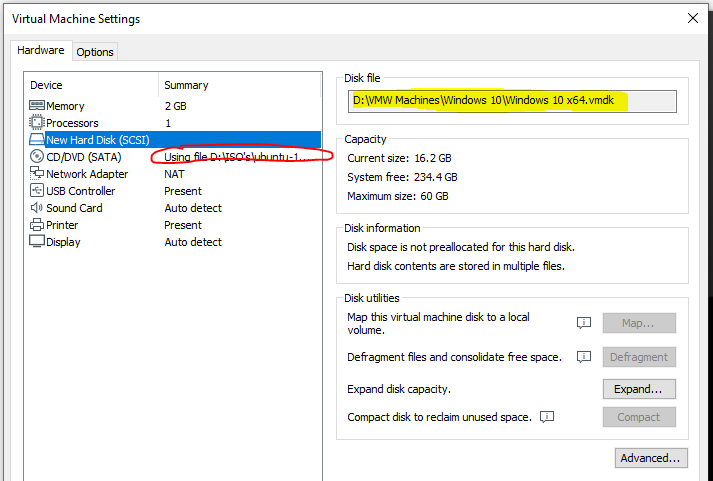 Virtual Machine Settings
Hardware Options
Device Summary
Memory 2 GB
Processors 1
New Hard Disk (SCSI)
CD/DVD (SATA) Using file D:\ISO's\ubuntu-1...
Network Adapter NAT
USB Controller Present
Sound Card Auto detect
Printer Present
Display Auto detect
Disk file
D:\VMW Machines\Windows 10\Windows 10 x64.vmdk
Capacity
Current size: 16.2 GB
System free: 234.4 GB
Maximum size: 60 GB
Disk information
Disk space is not preallocated for this hard disk.
Hard disk contents are stored in multiple files.
Disk utilities
Map this virtual machine disk to a local
volume.
Map...
Defragment files and consolidate free space.
Defragment
Expand disk capacity.
Expand...
Compact disk to reclaim unused space.
Compact
Advanced...